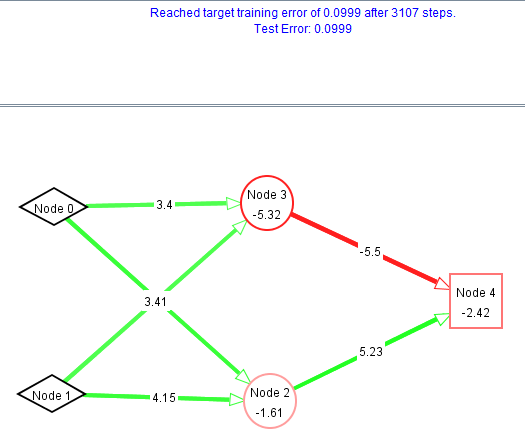 Reached target training error of 0.0999 after 3107 steps.
Test Error: 0.0999
Node 0
3.4
Node 3
-5.32
-5.5
Node 4
-2.42
3.41
5.23
Node 1
4.15
Node 2
-1.61